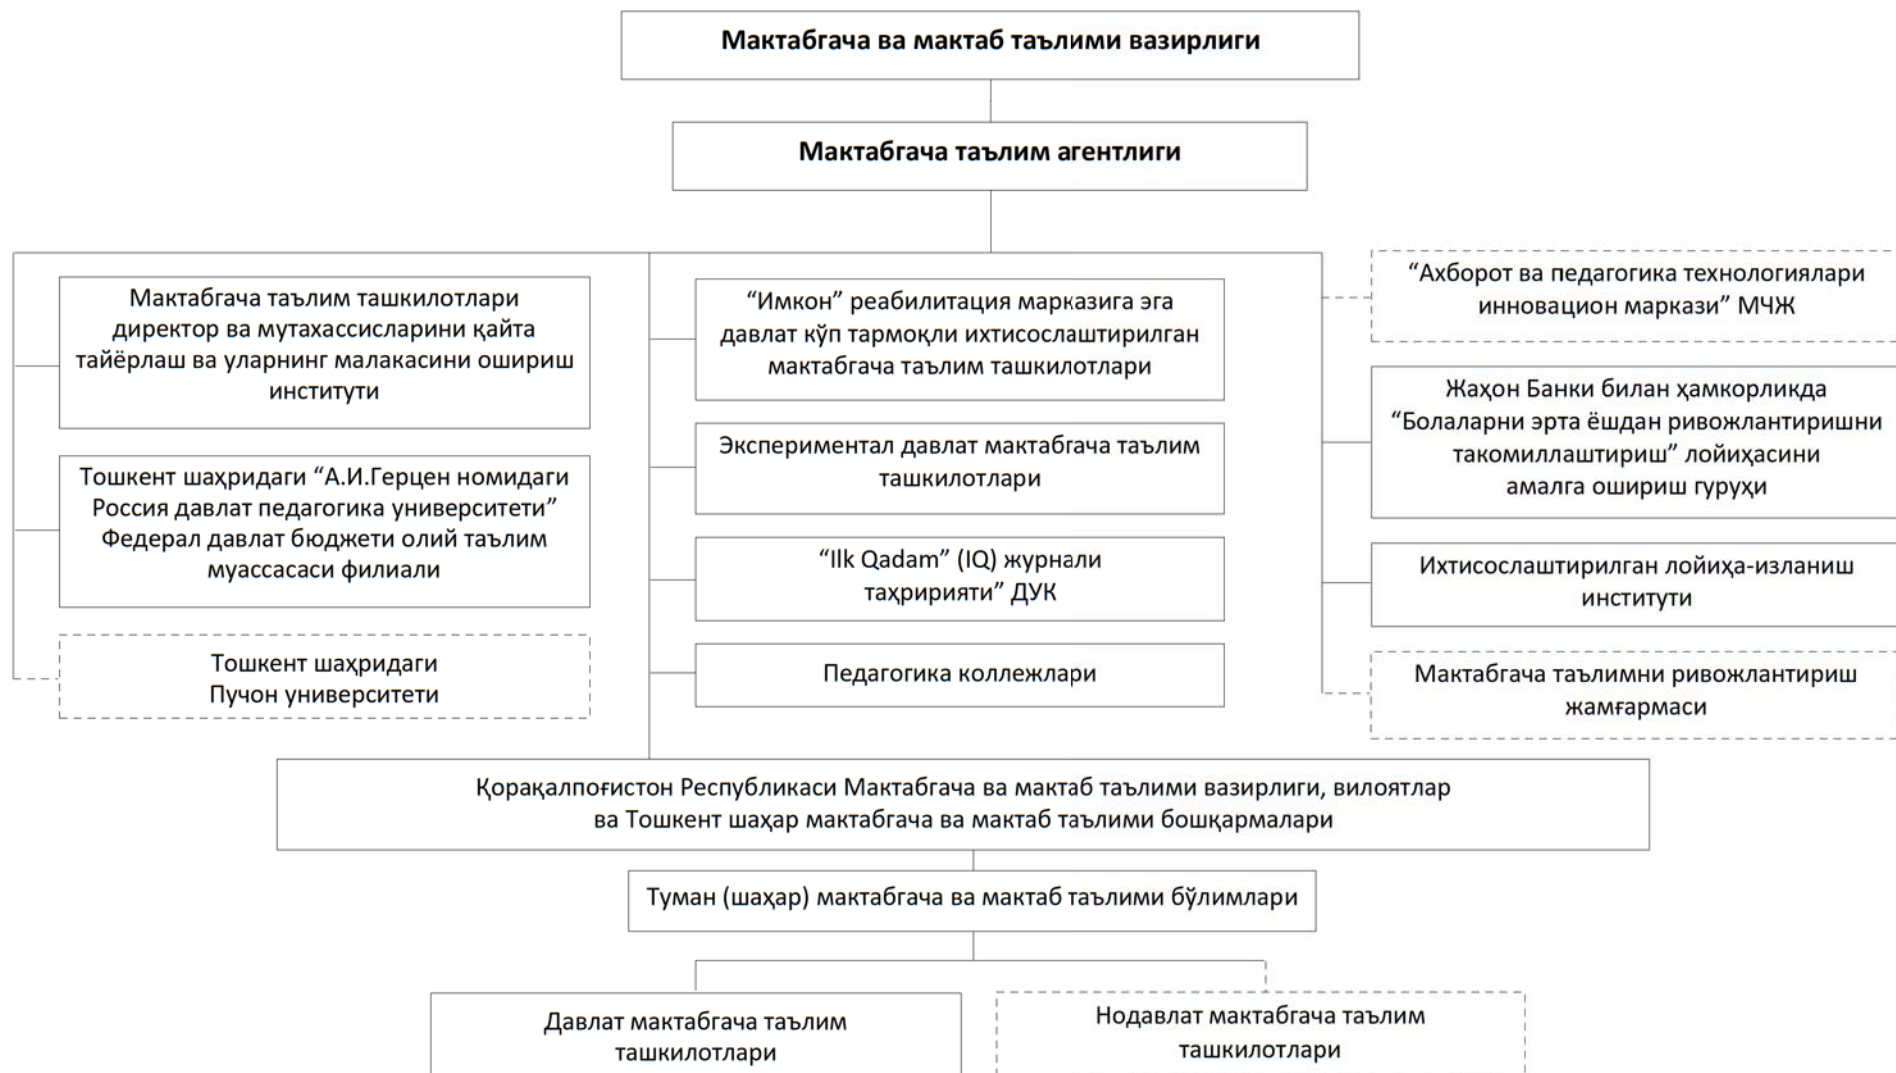 Мактабгача ва мактаб таълими вазирлиги
Мактабгача таълим агентлиги
Мактабгача таълим ташкилотлари
директор ва мутахассисларини қайта
тайёрлаш ва уларнинг малакасини ошириш
институти
Тошкент шаҳридаги “А.И.Герцен номидаги
Россия давлат педагогика университети”
Федерал давлат бюджети олий таълим
муассасаси филиали
Тошкент шаҳридаги
Пучон университети
“Имкон” реабилитация марказига эга
давлат кўп тармоқли ихтисослаштирилган
мактабгача таълим ташкилотлари
Экспериментал давлат мактабгача таълим
ташкилотлари
“Ilk Qadam” (IQ) журнали
таҳририяти” ДУК
Педагогика коллежлари
“Ахборот ва педагогика технологиялари
инновацион маркази” МЧЖ
Жаҳон Банки билан ҳамкорликда
“Болаларни эрта ёшдан ривожлантиришни
такомиллаштириш” лойиҳасини
амалга ошириш гуруҳи
Ихтисослаштирилган лойиҳа-изланиш
институти
Мактабгача таълимни ривожлантириш
жамғармаси
Қорақалпоғистон Республикаси Мактабгача ва мактаб таълими вазирлиги, вилоятлар
ва Тошкент шаҳар мактабгача ва мактаб таълими бошқармалари
Туман (шаҳар) мактабгача ва мактаб таълими бўлимлари
Давлат мактабгача таълим
ташкилотлари
Нодавлат мактабгача таълим
ташкилотлари